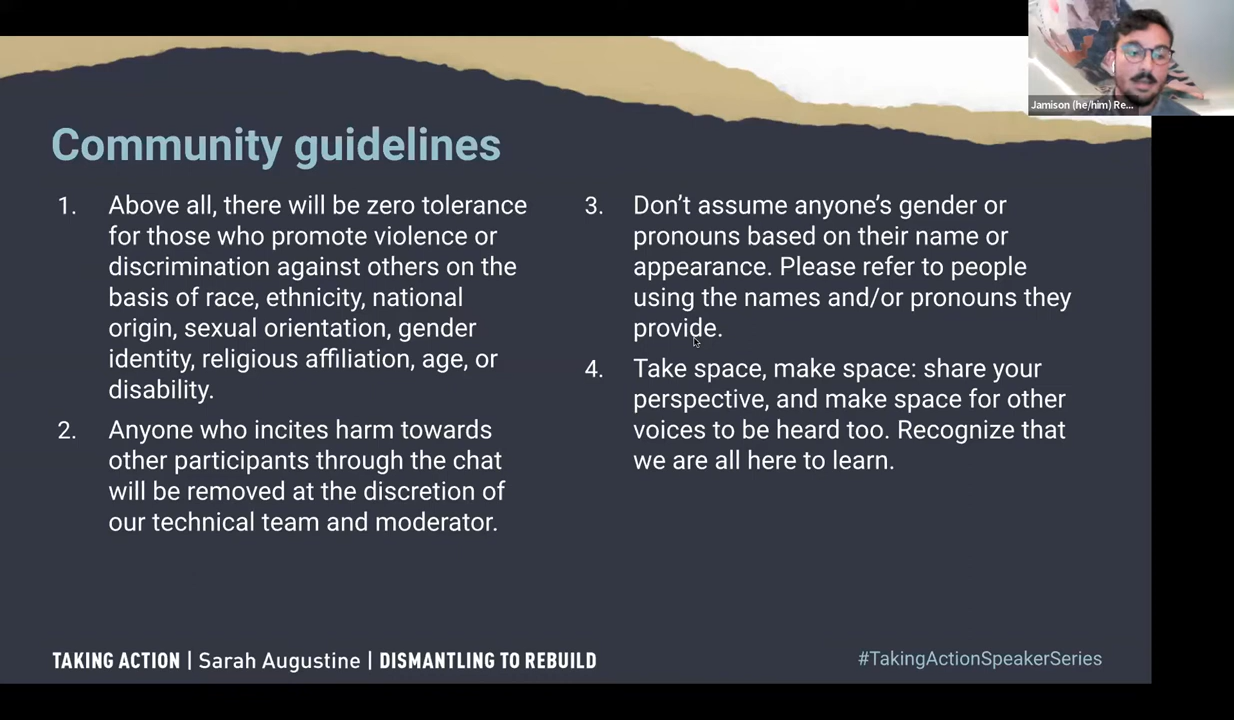 Jamison (he/him) Re...
Community guidelines
1. Above all, there will be zero tolerance
for those who promote violence or
discrimination against others on the
basis of race, ethnicity, national
origin, sexual orientation, gender
identity, religious affiliation, age, or
disability.
2. Anyone who incites harm towards
other participants through the chat
will be removed at the discretion of
our technical team and moderator.
3. Don’t assume anyone’s gender or
pronouns based on their name or
appearance. Please refer to people
using the names and/or pronouns they
provide.
4. Take space, make space: share your
perspective, and make space for other
voices to be heard too. Recognize that
we are all here to learn.
TAKING ACTION | Sarah Augustine | DISMANTLING TO REBUILD
#TakingActionSpeakerSeries